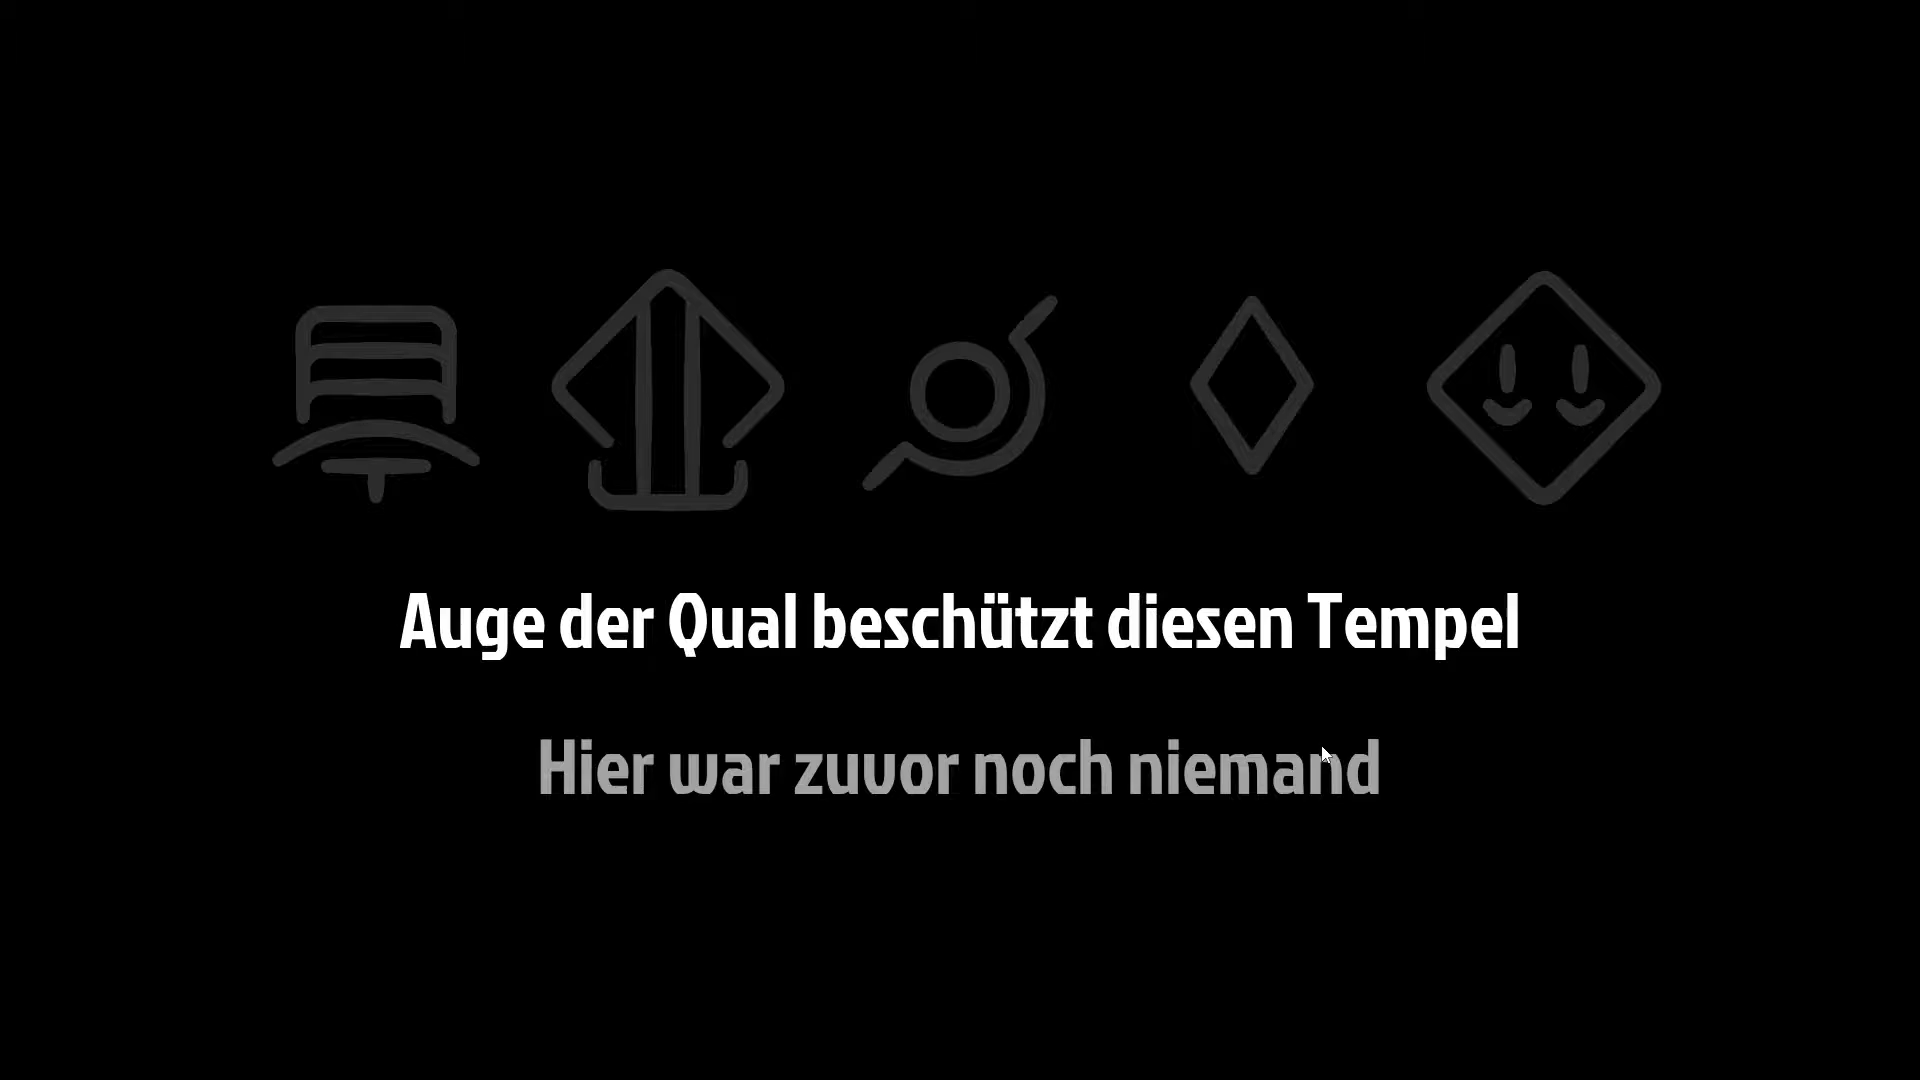 Auge der Qual beschützt diesen Tempel
Hier war zuvor noch niemand